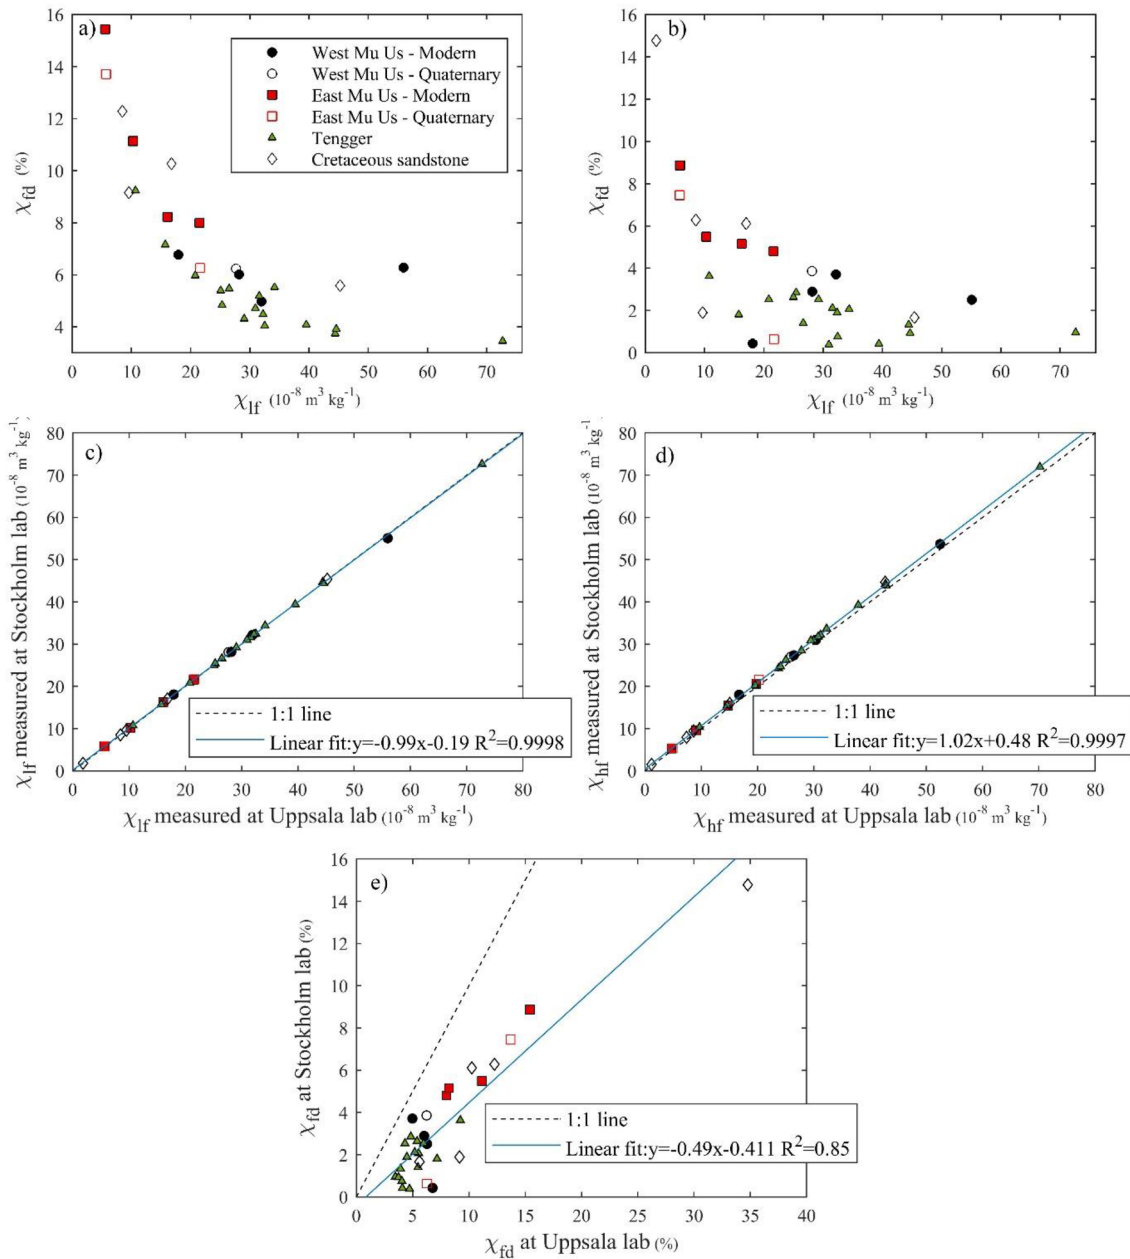 a)
West Mu Us - Modern
West Mu Us - Quaternary
East Mu Us - Modern
East Mu Us - Quaternary
Tengger
Cretaceous sandstone
16
14
12
10
8
6
4
χfd (%)
0 10 20 30 40 50 60 70
χlf (10⁻⁸ m³ kg⁻¹)
b)
16
14
12
10
8
6
4
2
0
χfd (%)
0 10 20 30 40 50 60 70
χlf (10⁻⁸ m³ kg⁻¹)
c)
80
70
60
50
40
30
20
10
0
χlf measured at Stockholm lab (10⁻⁸ m³ kg⁻¹)
1:1 line
Linear fit:y=-0.99x-0.19 R²=0.9998
0 10 20 30 40 50 60 70 80
χlf measured at Uppsala lab (10⁻⁸ m³ kg⁻¹)
d)
80
70
60
50
40
30
20
10
0
χhf measured at Stockholm lab (10⁻⁸ m³ kg⁻¹)
1:1 line
Linear fit:y=1.02x+0.48 R²=0.9997
0 10 20 30 40 50 60 70 80
χhf measured at Uppsala lab (10⁻⁸ m³ kg⁻¹)
e)
16
14
12
10
8
6
4
2
0
χfd at Stockholm lab (%)
1:1 line
Linear fit:y=-0.49x-0.411 R²=0.85
0 5 10 15 20 25 30 35 40
χfd at Uppsala lab (%)